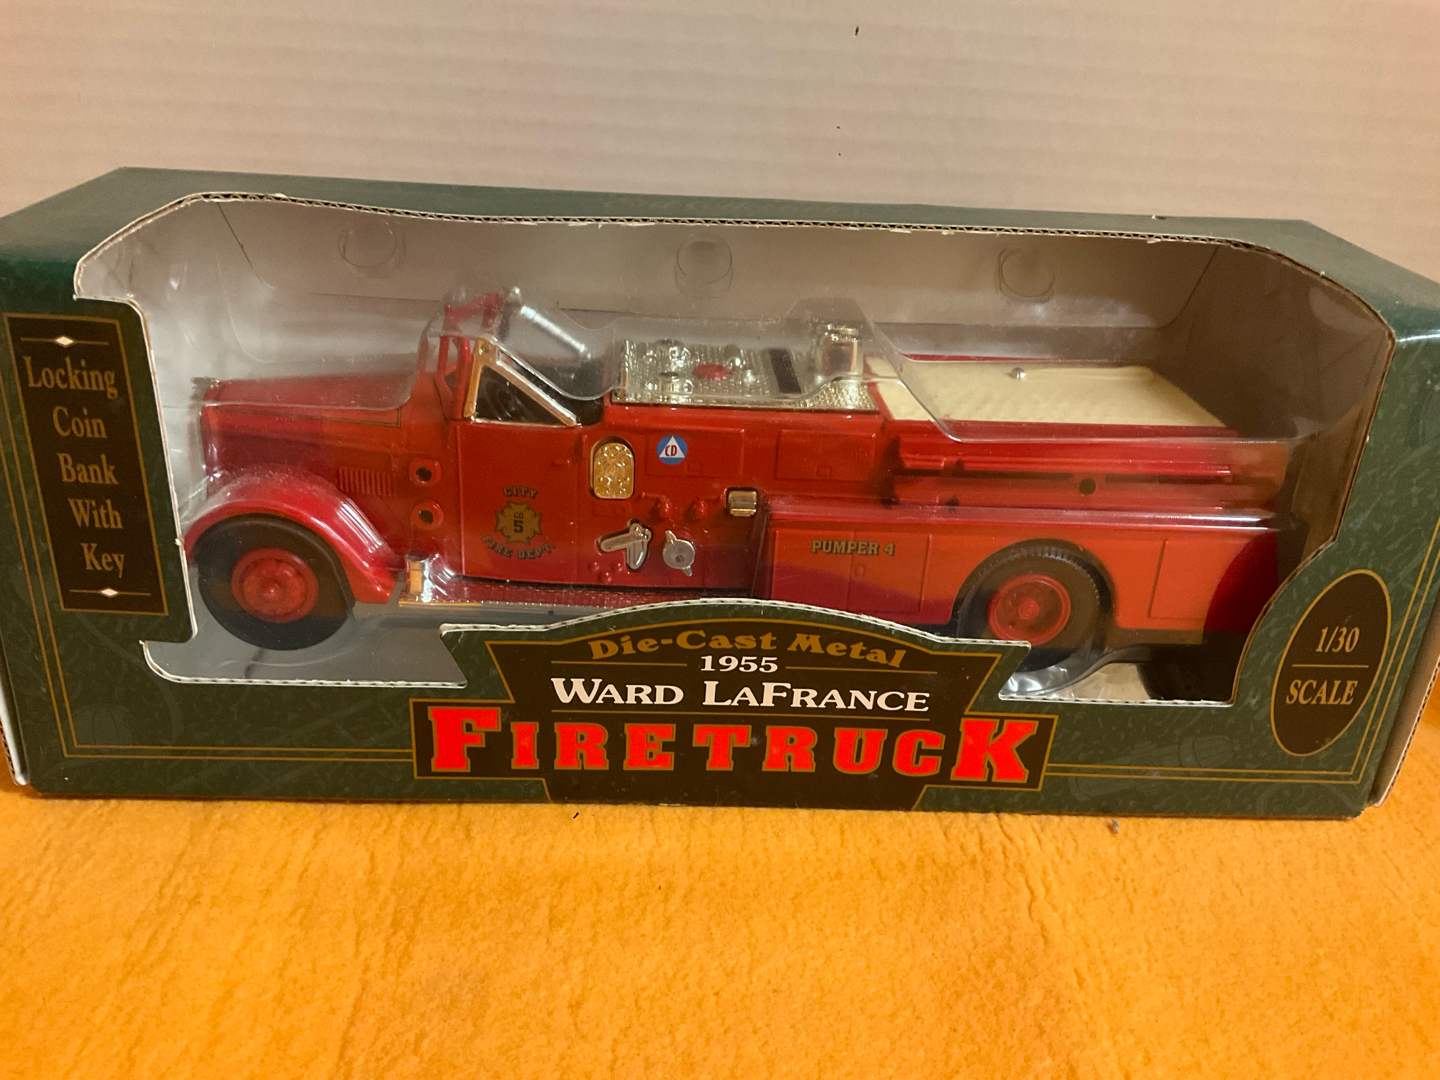 Locking
Coin
Bank
With
Key
CD
CITY
CO
5
FIRE DEPT.
PUMPER 4
Die-Cast Metal
1955
WARD LAFRANCE
FIRETRUCK
1/30
SCALE